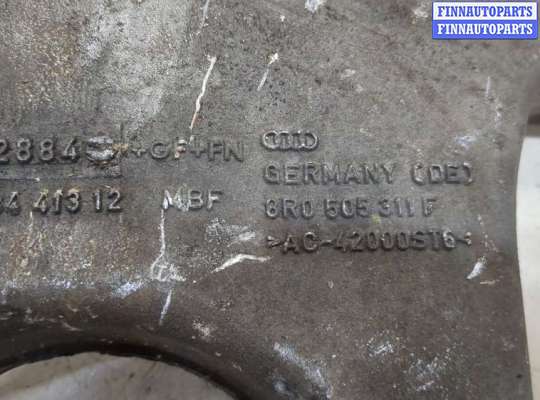 FINNAUTOPARTS
FINNAUTOPARTS
2884
+GF+FN
GERMANY (DE)
4 413 12
MBF
8R0 505 311 F
>AC-42000ST6<